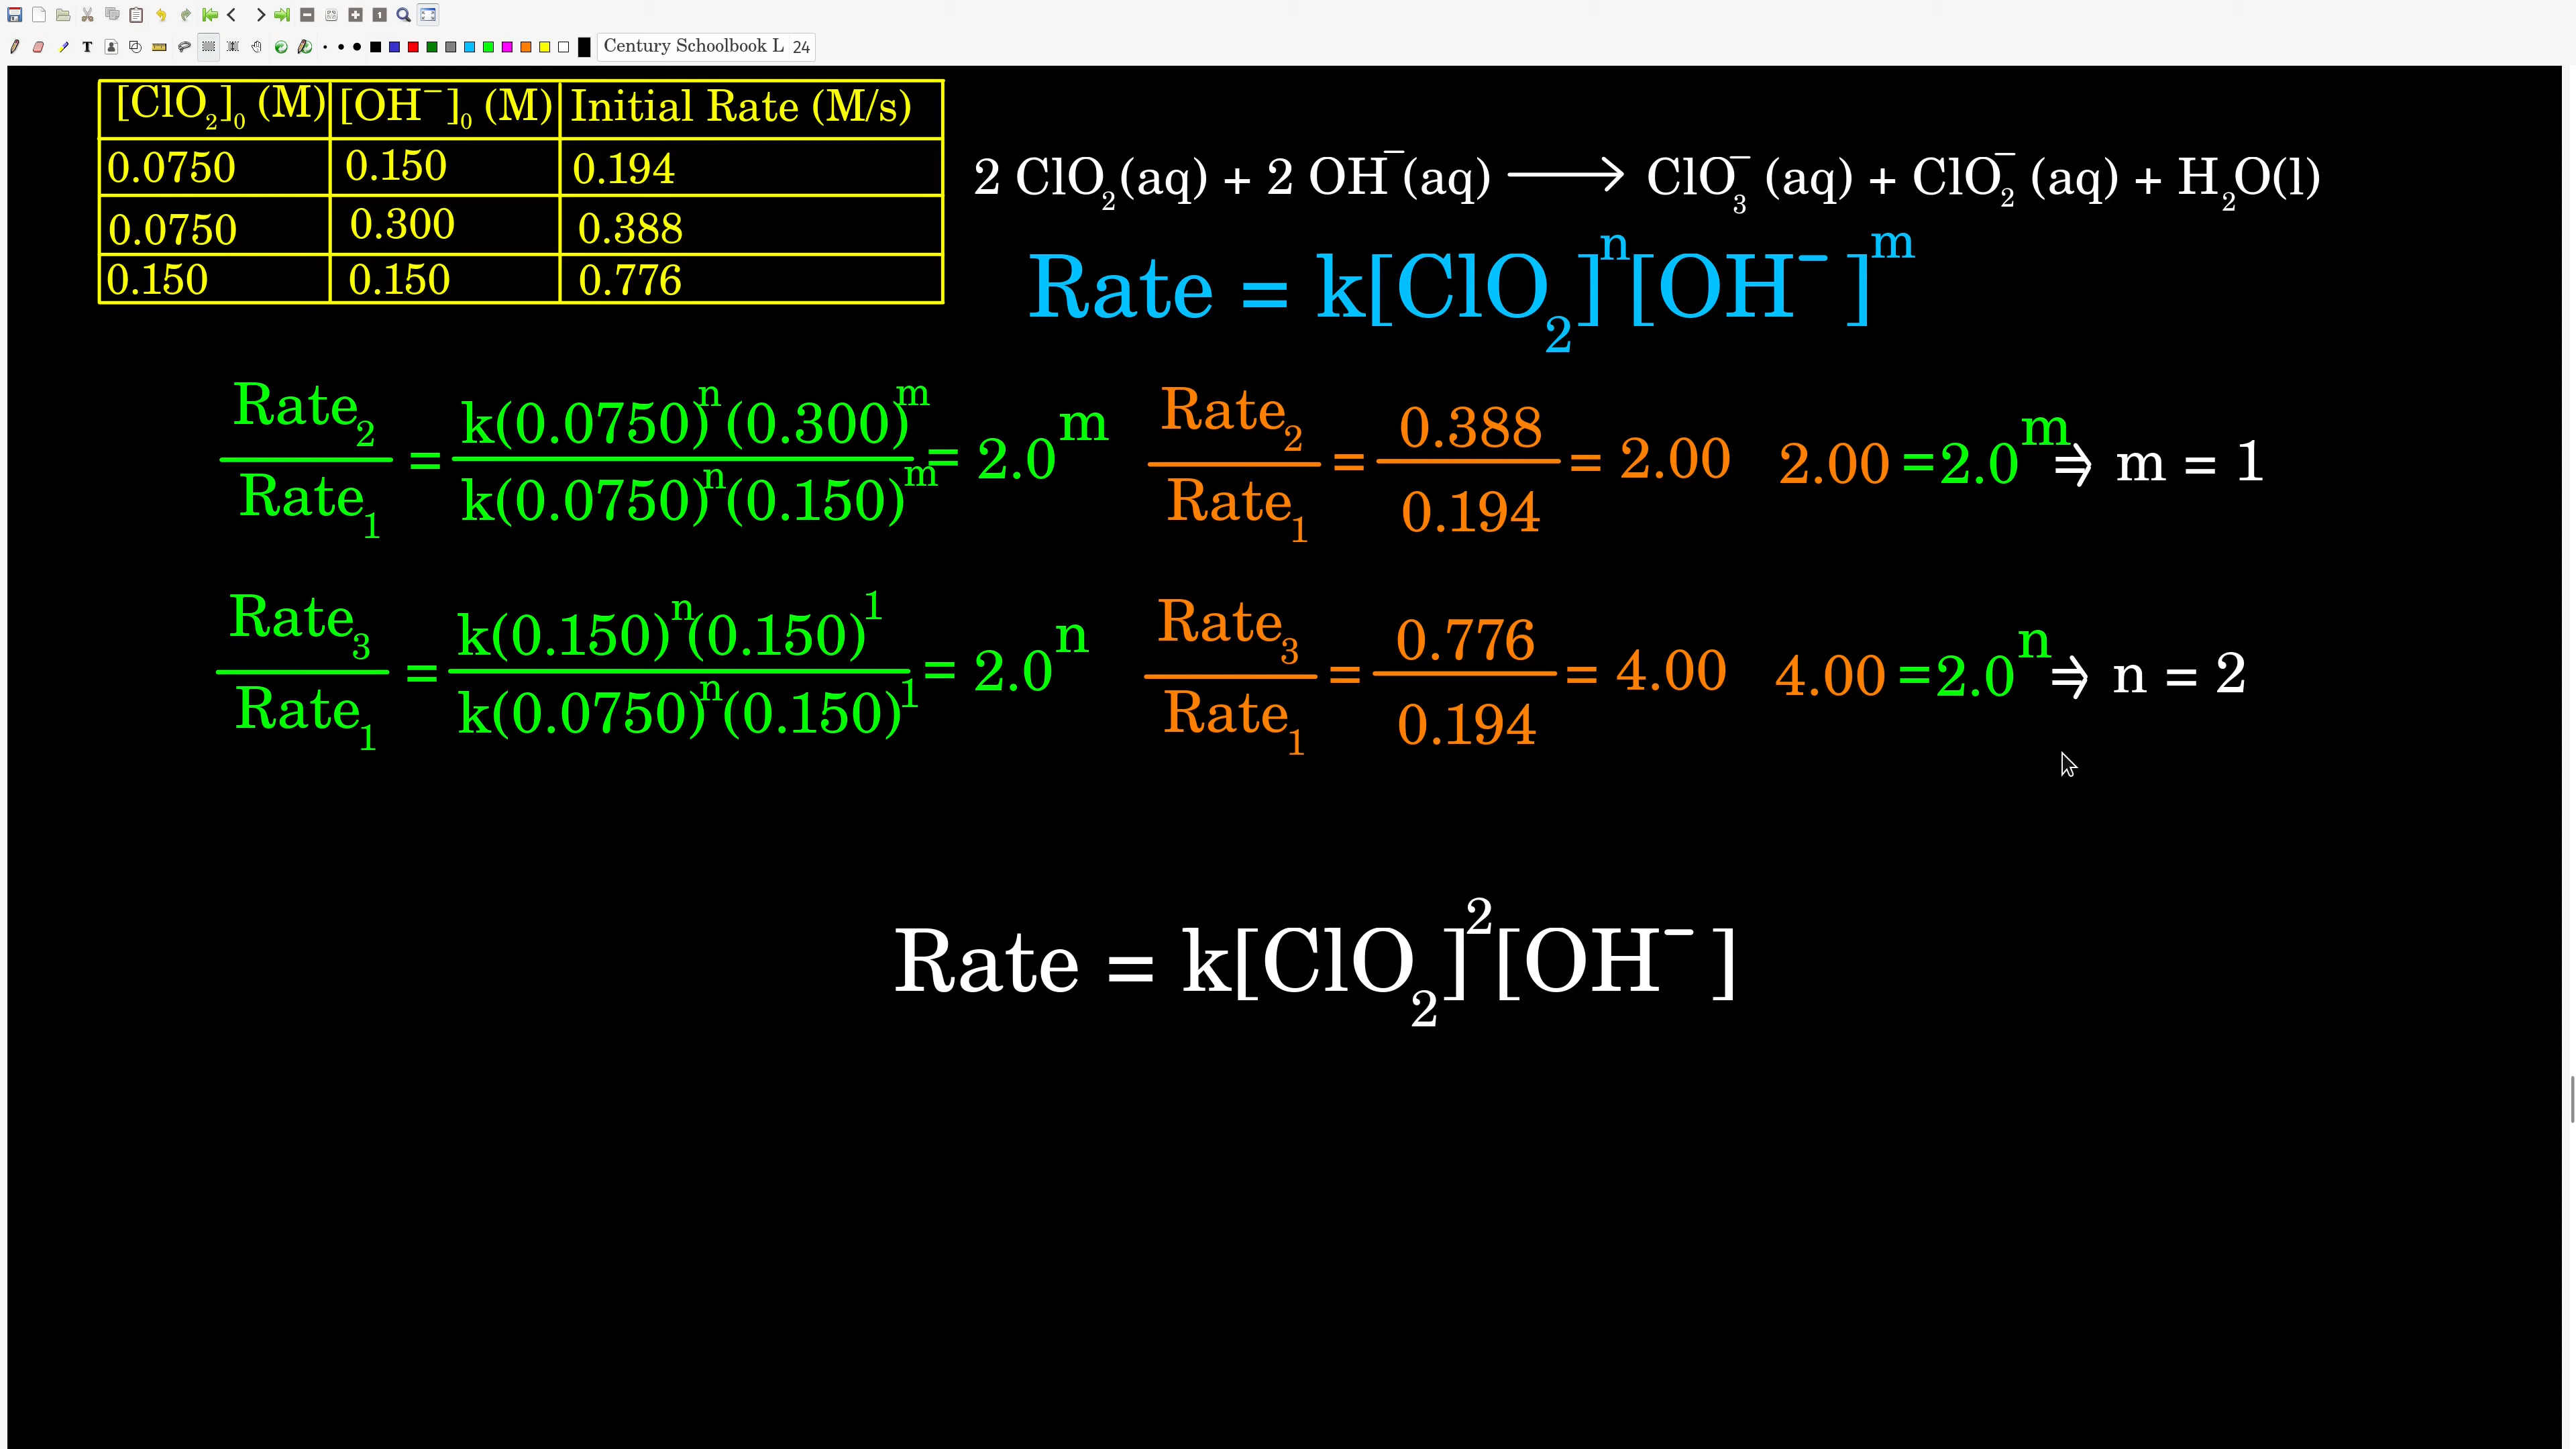 Century Schoolbook L 24
[ClO₂]₀ (M) [OH⁻]₀ (M) Initial Rate (M/s)
0.0750 0.150 0.194
0.0750 0.300 0.388
0.150 0.150 0.776
2 ClO₂(aq) + 2 OH⁻(aq) ⟶ ClO₃⁻ (aq) + ClO₂⁻ (aq) + H₂O(l)
Rate = k[ClO₂]ⁿ[OH⁻]ᵐ
Rate₂/Rate₁ = k(0.0750)ⁿ(0.300)ᵐ/k(0.0750)ⁿ(0.150)ᵐ = 2.0ᵐ Rate₂/Rate₁ = 0.388/0.194 = 2.00 2.00 = 2.0ᵐ ⇒ m = 1
Rate₃/Rate₁ = k(0.150)ⁿ(0.150)¹/k(0.0750)ⁿ(0.150)¹ = 2.0ⁿ Rate₃/Rate₁ = 0.776/0.194 = 4.00 4.00 = 2.0ⁿ ⇒ n = 2
Rate = k[ClO₂]²[OH⁻]